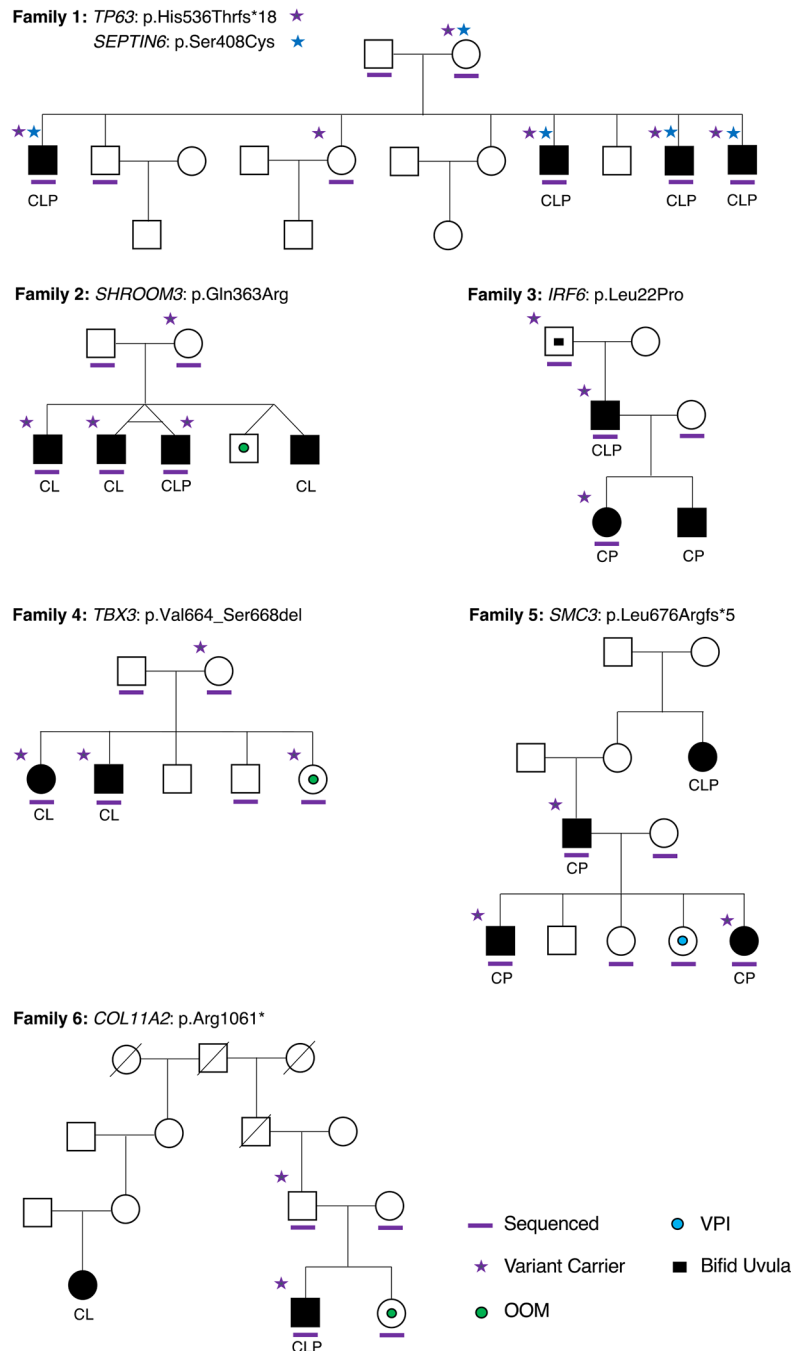 Family 1: TP63: p.His536Thrfs*18
SEPTIN6: p.Ser408Cys
CLP CLP CLP CLP
Family 2: SHROOM3: p.Gln363Arg
CL CL CLP CL
Family 3: IRF6: p.Leu22Pro
CLP
CP CP
Family 4: TBX3: p.Val664_Ser668del
CL CL
Family 5: SMC3: p.Leu676Argfs*5
CLP
CP
CP CP
Family 6: COL11A2: p.Arg1061*
CL
CLP
Sequenced
Variant Carrier
OOM
VPI
Bifid Uvula